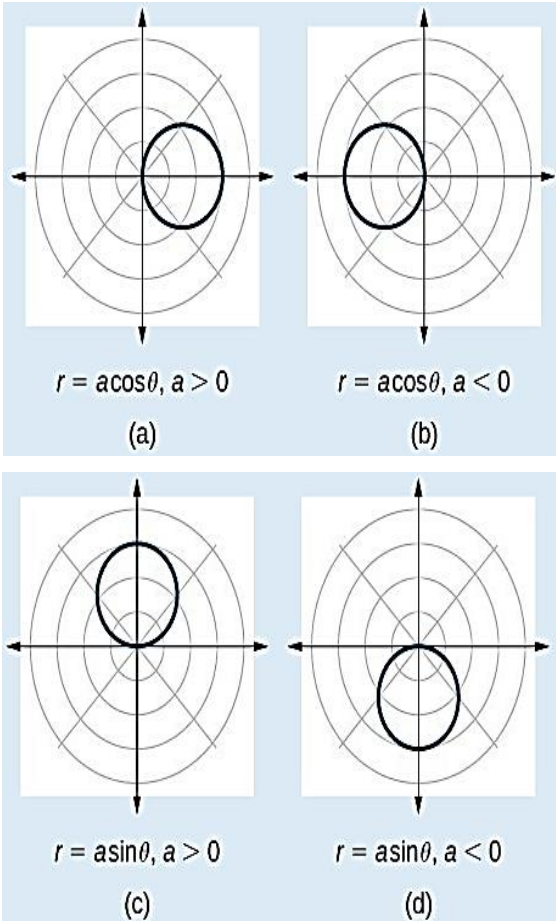 r = acosθ, a > 0
r = acosθ, a < 0
(a)
(b)
r = asinθ, a > 0
r = asinθ, a < 0
(c)
(d)